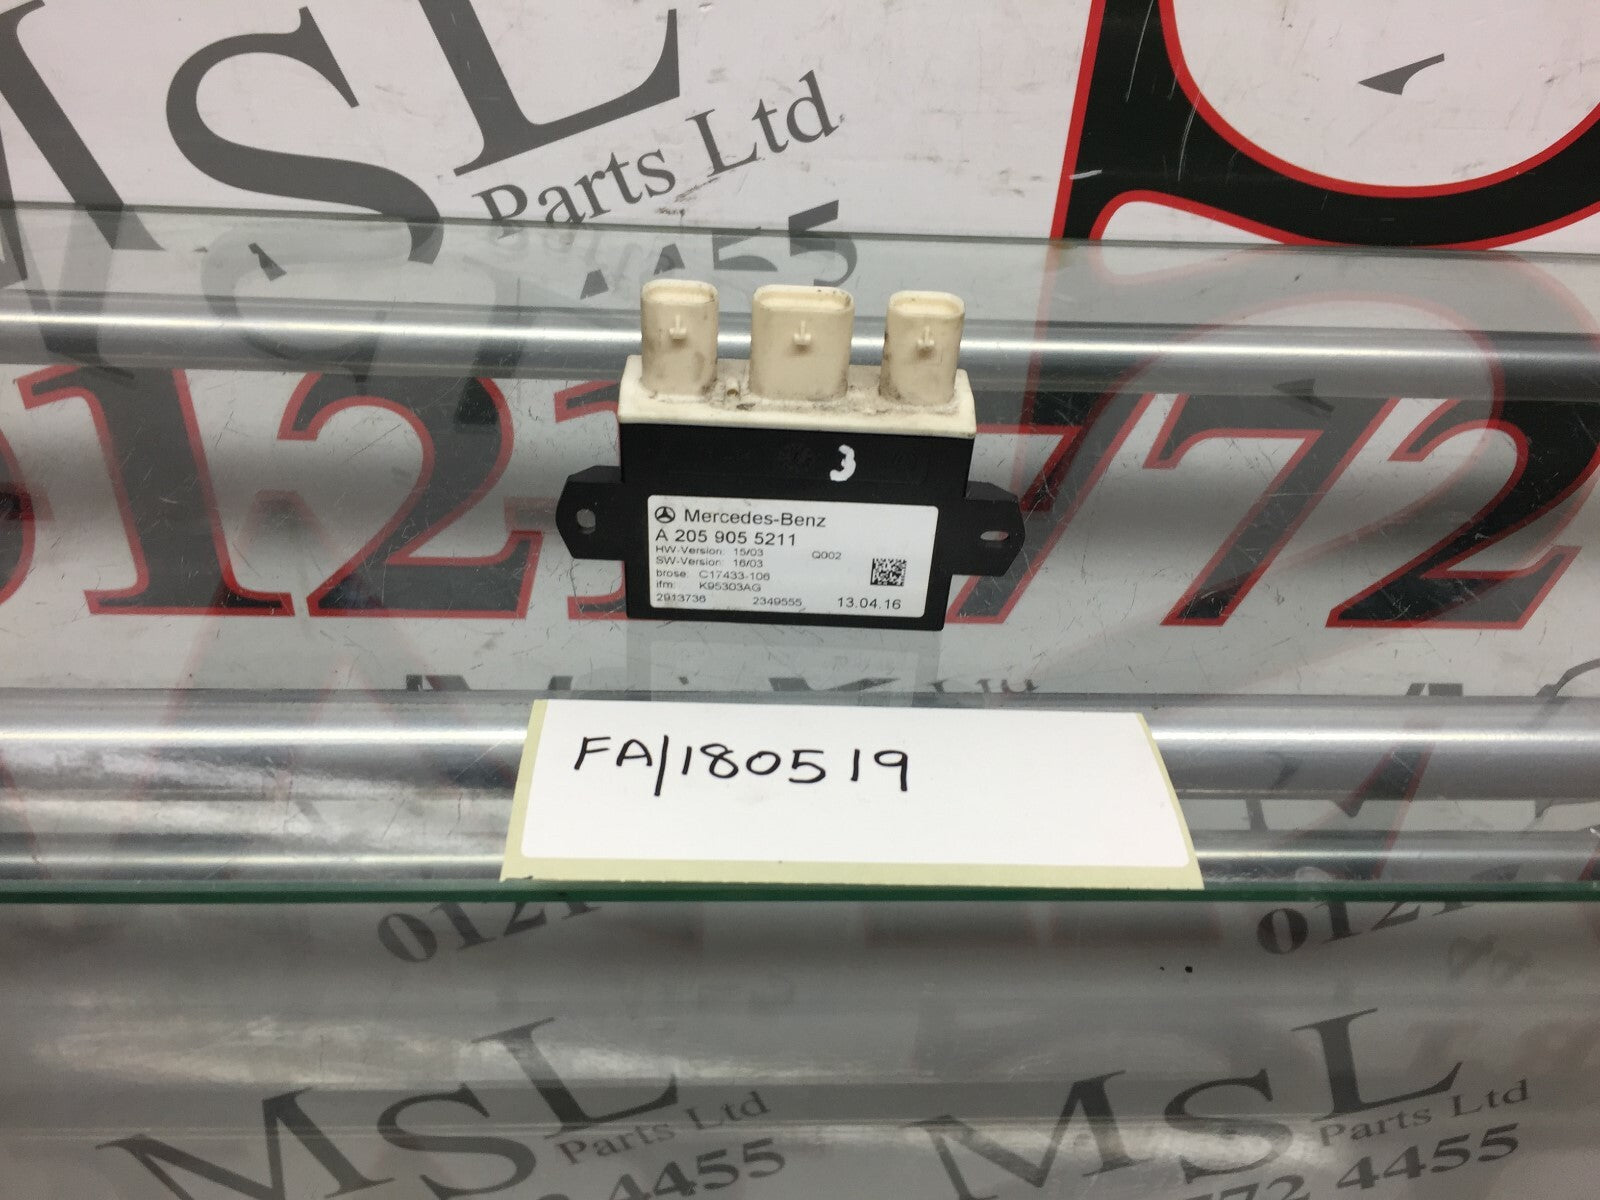 MSL
Parts Ltd
4455
0121 772
3
Mercedes-Benz
A 205 905 5211
HW-Version: 15/03 Q002
SW-Version: 16/03
brose: C17433-106
ifm: K95303AG
2913736 2349555 13.04.16
FA/180519
0121
0121
MSL
Parts Ltd
4455
MSL
Parts Ltd
772 4455